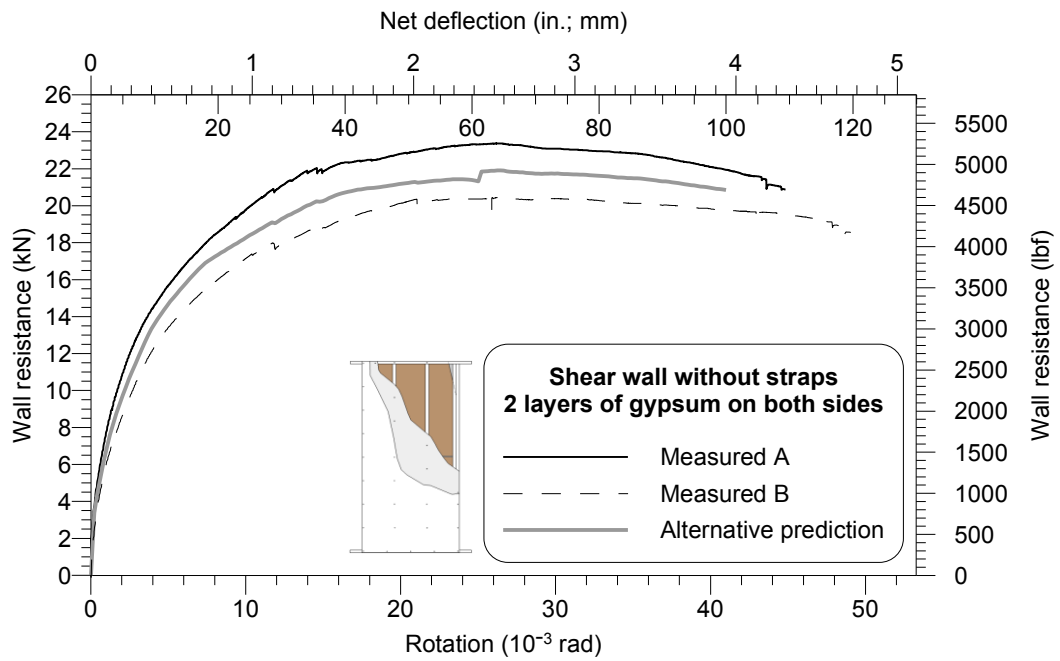 Net deflection (in.; mm)
0 1 2 3 4 5
20 40 60 80 100 120
Wall resistance (kN)
26
24
22
20
18
16
14
12
10
8
6
4
2
0
5500
5000
4500
4000
3500
3000
2500
2000
1500
1000
500
0
Wall resistance (lbf)
Shear wall without straps
2 layers of gypsum on both sides
Measured A
Measured B
Alternative prediction
0 10 20 30 40 50
Rotation (10⁻³ rad)